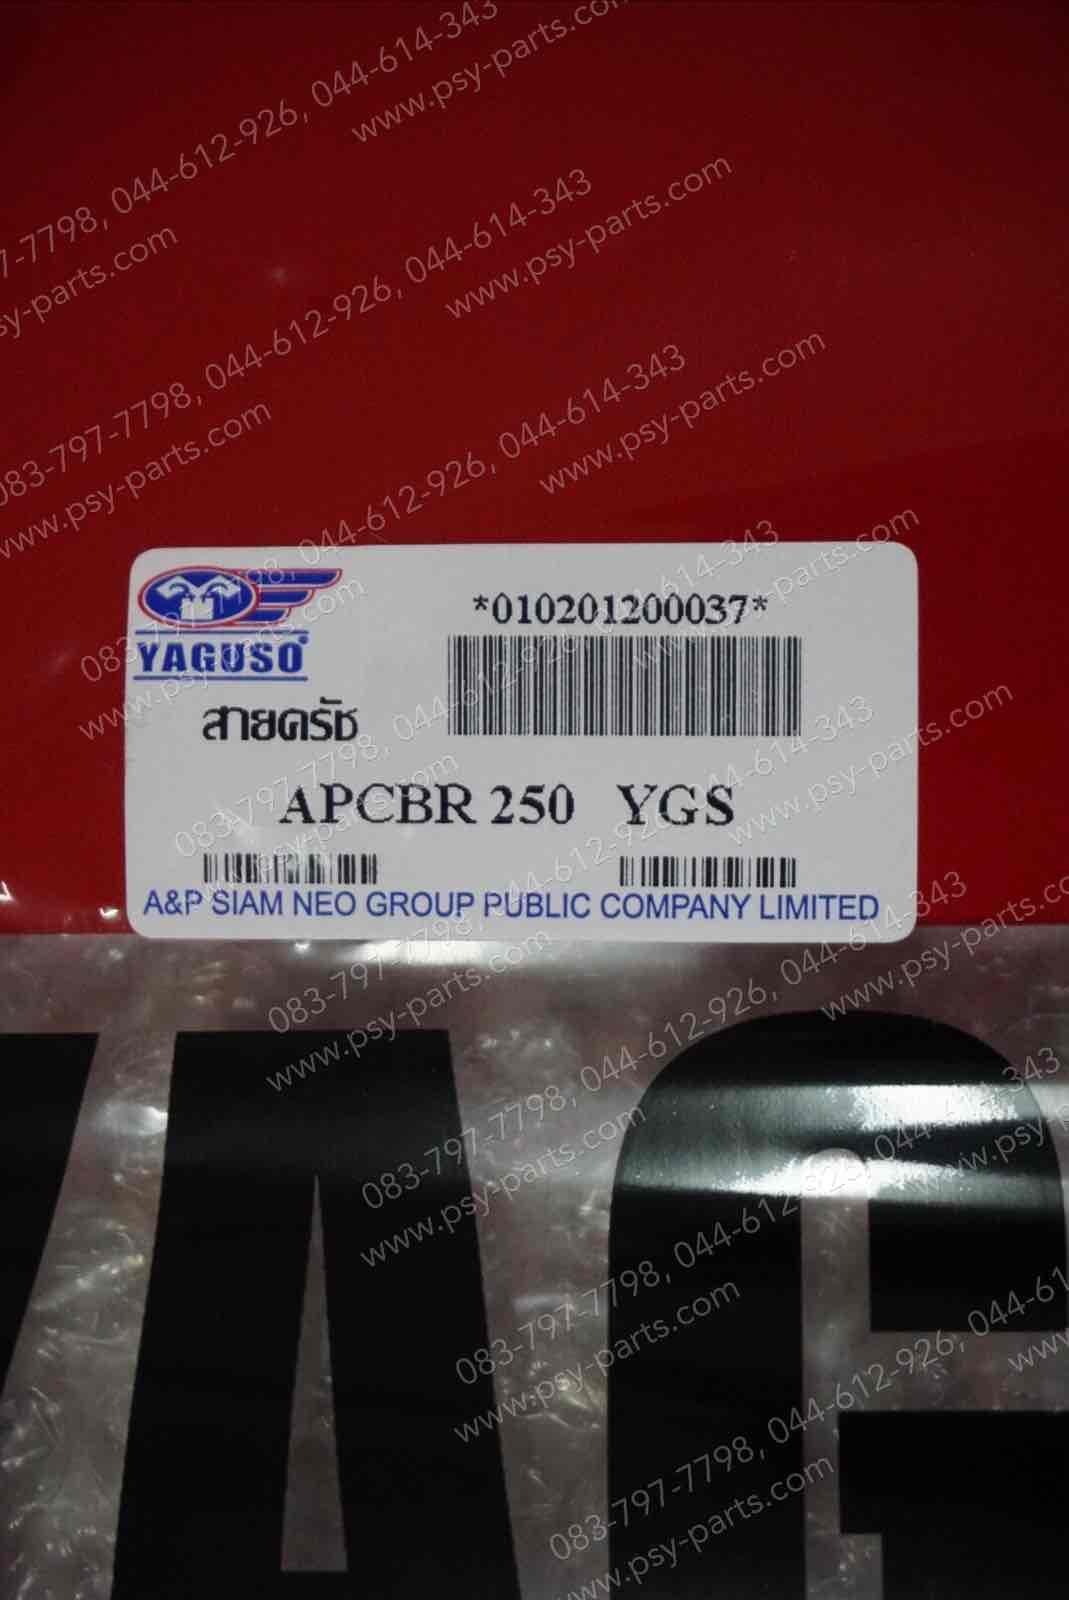 YAGUSO
*010201200037*
สายครัช
APCBR 250 YGS
A&P SIAM NEO GROUP PUBLIC COMPANY LIMITED
YAG
083-797-7798, 044-612-926, 044-614-343
www.psy-parts.com